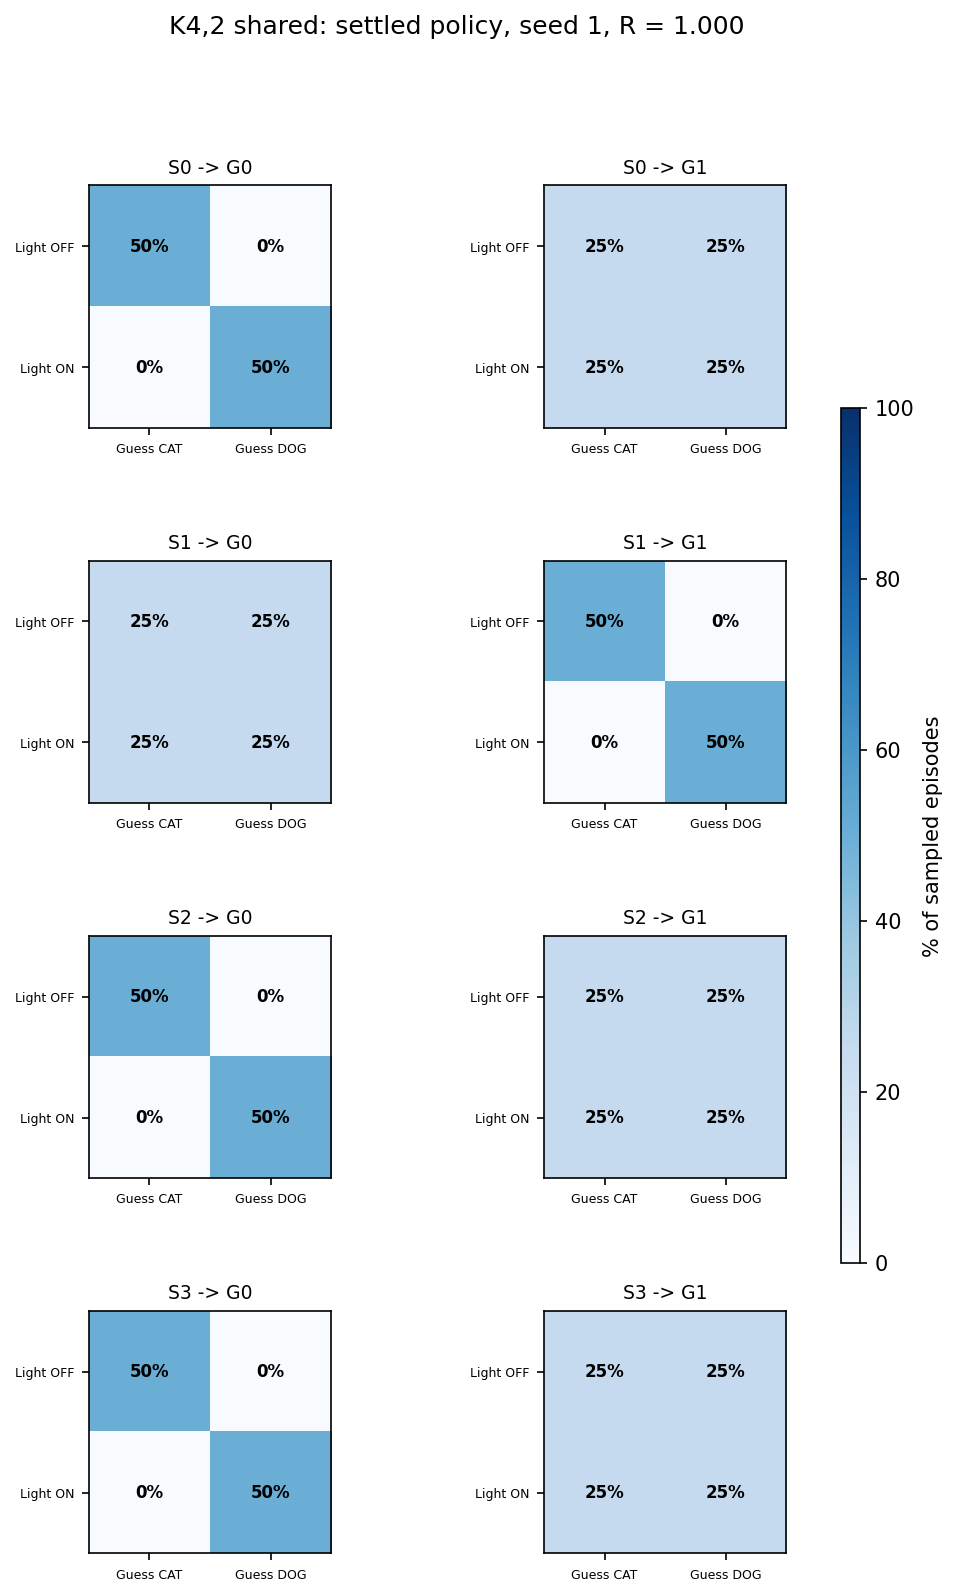 K4,2 shared: settled policy, seed 1, R = 1.000
S0 -> G0
Light OFF
50%
0%
Light ON
0%
50%
Guess CAT
Guess DOG
S0 -> G1
Light OFF
25%
25%
Light ON
25%
25%
Guess CAT
Guess DOG
S1 -> G0
Light OFF
25%
25%
Light ON
25%
25%
Guess CAT
Guess DOG
S1 -> G1
Light OFF
50%
0%
Light ON
0%
50%
Guess CAT
Guess DOG
S2 -> G0
Light OFF
50%
0%
Light ON
0%
50%
Guess CAT
Guess DOG
S2 -> G1
Light OFF
25%
25%
Light ON
25%
25%
Guess CAT
Guess DOG
S3 -> G0
Light OFF
50%
0%
Light ON
0%
50%
Guess CAT
Guess DOG
S3 -> G1
Light OFF
25%
25%
Light ON
25%
25%
Guess CAT
Guess DOG
100
80
60
40
20
0
% of sampled episodes